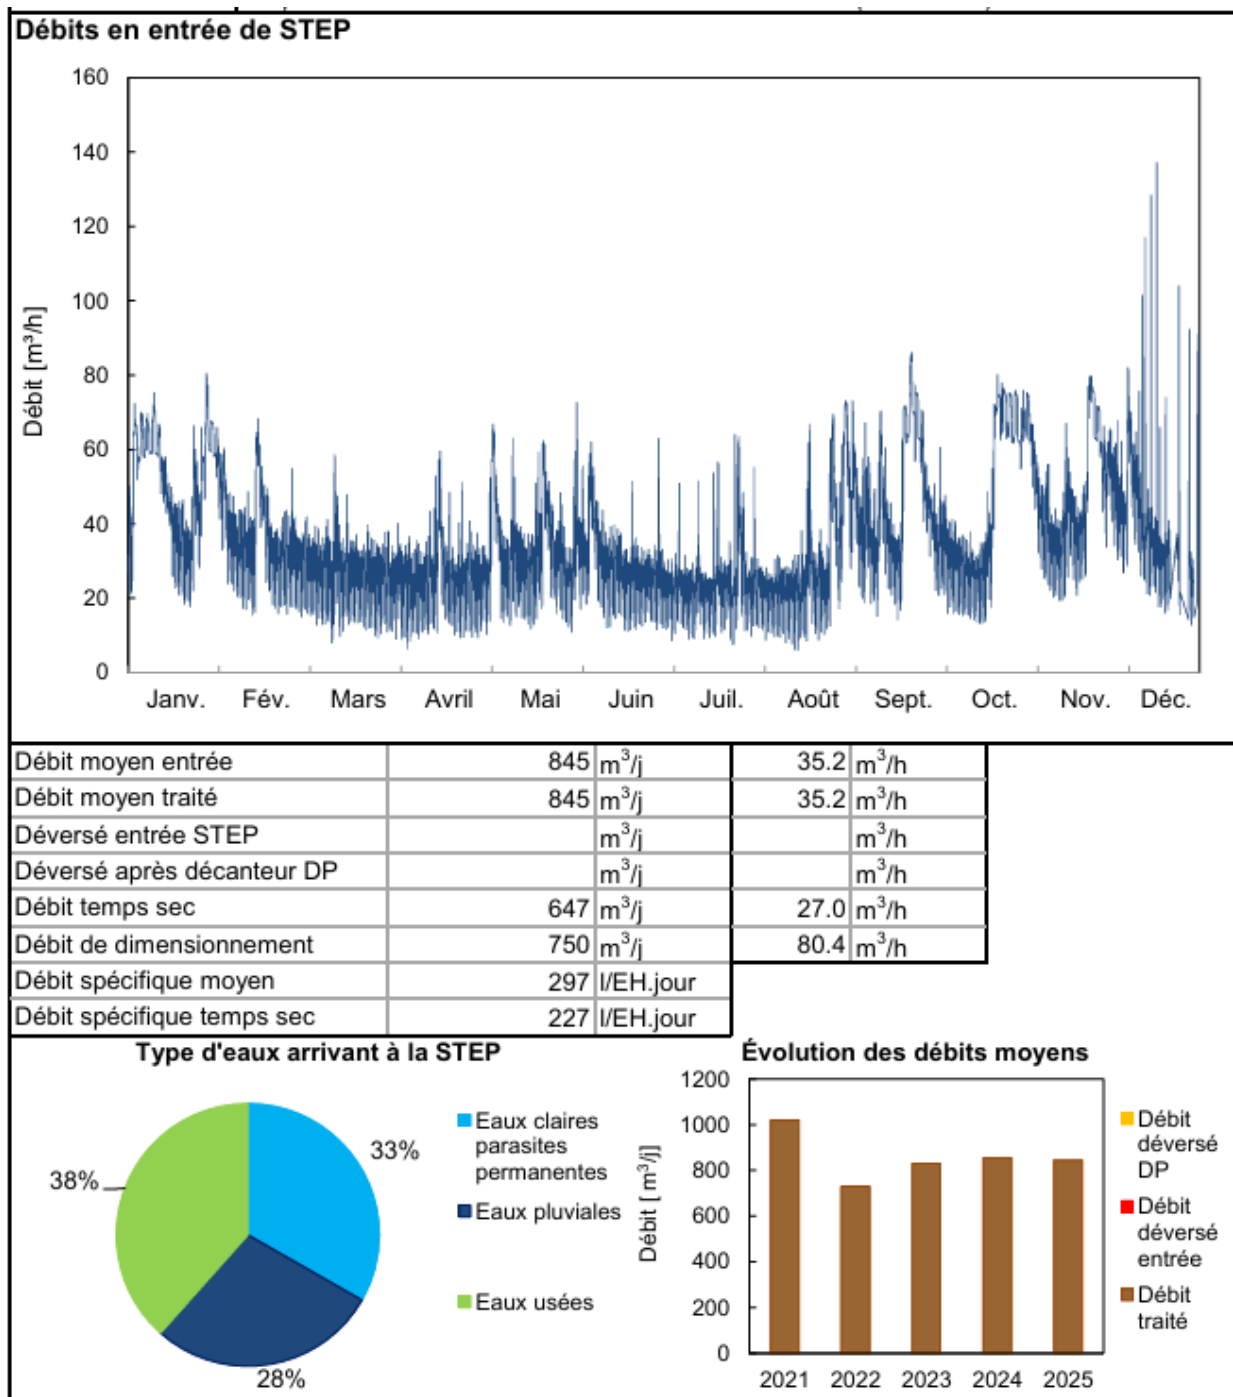 Débits en entrée de STEP
160
140
120
100
80
60
40
20
0
Débit [m³/h]
Janv. Fév. Mars Avril Mai Juin Juil. Août Sept. Oct. Nov. Déc.
Débit moyen entrée 845 m³/j 35.2 m³/h
Débit moyen traité 845 m³/j 35.2 m³/h
Déversé entrée STEP m³/j m³/h
Déversé après décanteur DP m³/j m³/h
Débit temps sec 647 m³/j 27.0 m³/h
Débit de dimensionnement 750 m³/j 80.4 m³/h
Débit spécifique moyen 297 l/EH.jour
Débit spécifique temps sec 227 l/EH.jour
Type d'eaux arrivant à la STEP
33%
38%
28%
Eaux claires
parasites
permanentes
Eaux pluviales
Eaux usées
Évolution des débits moyens
1200
1000
800
600
400
200
0
Débit [ m³/j]
2021 2022 2023 2024 2025
Débit
déversé
DP
Débit
déversé
entrée
Débit
traité